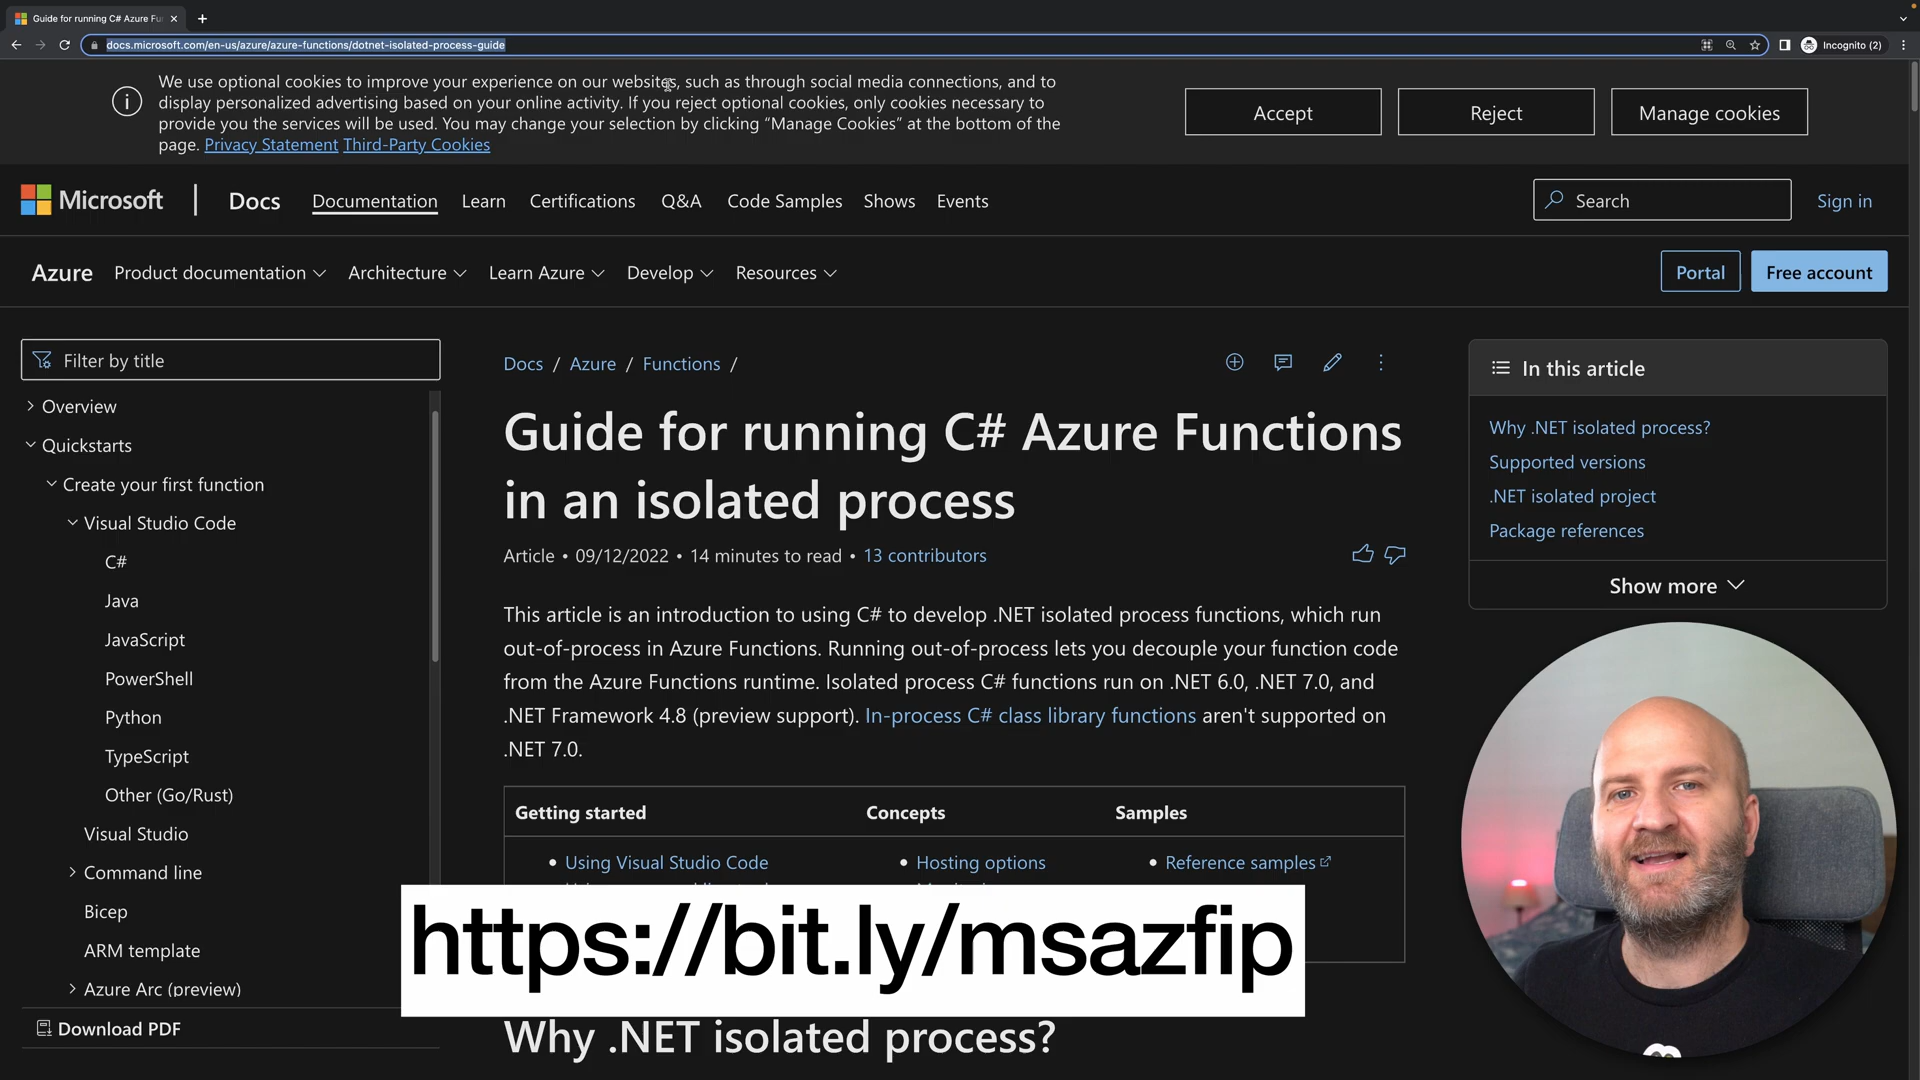 Guide for running C# Azure Fu
docs.microsoft.com/en-us/azure/azure-functions/dotnet-isolated-process-guide
Incognito (2)
We use optional cookies to improve your experience on our websites, such as through social media connections, and to
display personalized advertising based on your online activity. If you reject optional cookies, only cookies necessary to
provide you the services will be used. You may change your selection by clicking “Manage Cookies” at the bottom of the
page. Privacy Statement Third-Party Cookies
Accept
Reject
Manage cookies
Microsoft
Docs
Documentation
Learn
Certifications
Q&A
Code Samples
Shows
Events
Search
Sign in
Azure
Product documentation
Architecture
Learn Azure
Develop
Resources
Portal
Free account
Filter by title
Overview
Quickstarts
Create your first function
Visual Studio Code
C#
Java
JavaScript
PowerShell
Python
TypeScript
Other (Go/Rust)
Visual Studio
Command line
Bicep
ARM template
Azure Arc (preview)
Download PDF
Docs / Azure / Functions /
Guide for running C# Azure Functions
in an isolated process
Article • 09/12/2022 • 14 minutes to read • 13 contributors
This article is an introduction to using C# to develop .NET isolated process functions, which run
out-of-process in Azure Functions. Running out-of-process lets you decouple your function code
from the Azure Functions runtime. Isolated process C# functions run on .NET 6.0, .NET 7.0, and
.NET Framework 4.8 (preview support). In-process C# class library functions aren't supported on
.NET 7.0.
Getting started
Concepts
Samples
• Using Visual Studio Code
• Hosting options
• Reference samples
https://bit.ly/msazfip
Why .NET isolated process?
In this article
Why .NET isolated process?
Supported versions
.NET isolated project
Package references
Show more